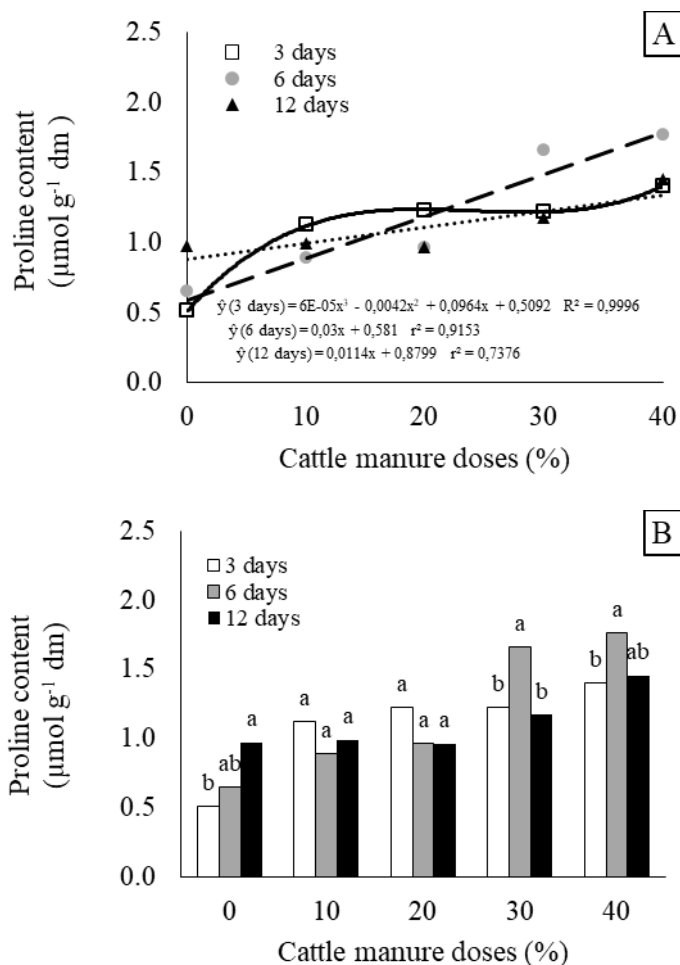 A
2.5
3 days
6 days
12 days
2.0
1.5
1.0
0.5
0.0
Proline content
(μmol g⁻¹ dm)
ŷ(3 days) = 6E-05x³ - 0,0042x² + 0,0964x + 0,5092 R² = 0,9996
ŷ(6 days) = 0,03x + 0,581 r² = 0,9153
ŷ(12 days) = 0,0114x + 0,8799 r² = 0,7376
0 10 20 30 40
Cattle manure doses (%)
B
2.5
3 days
6 days
12 days
2.0
1.5
1.0
0.5
0.0
Proline content
(μmol g⁻¹ dm)
b ab a
a a a
a a a
b a b
b a ab
0 10 20 30 40
Cattle manure doses (%)